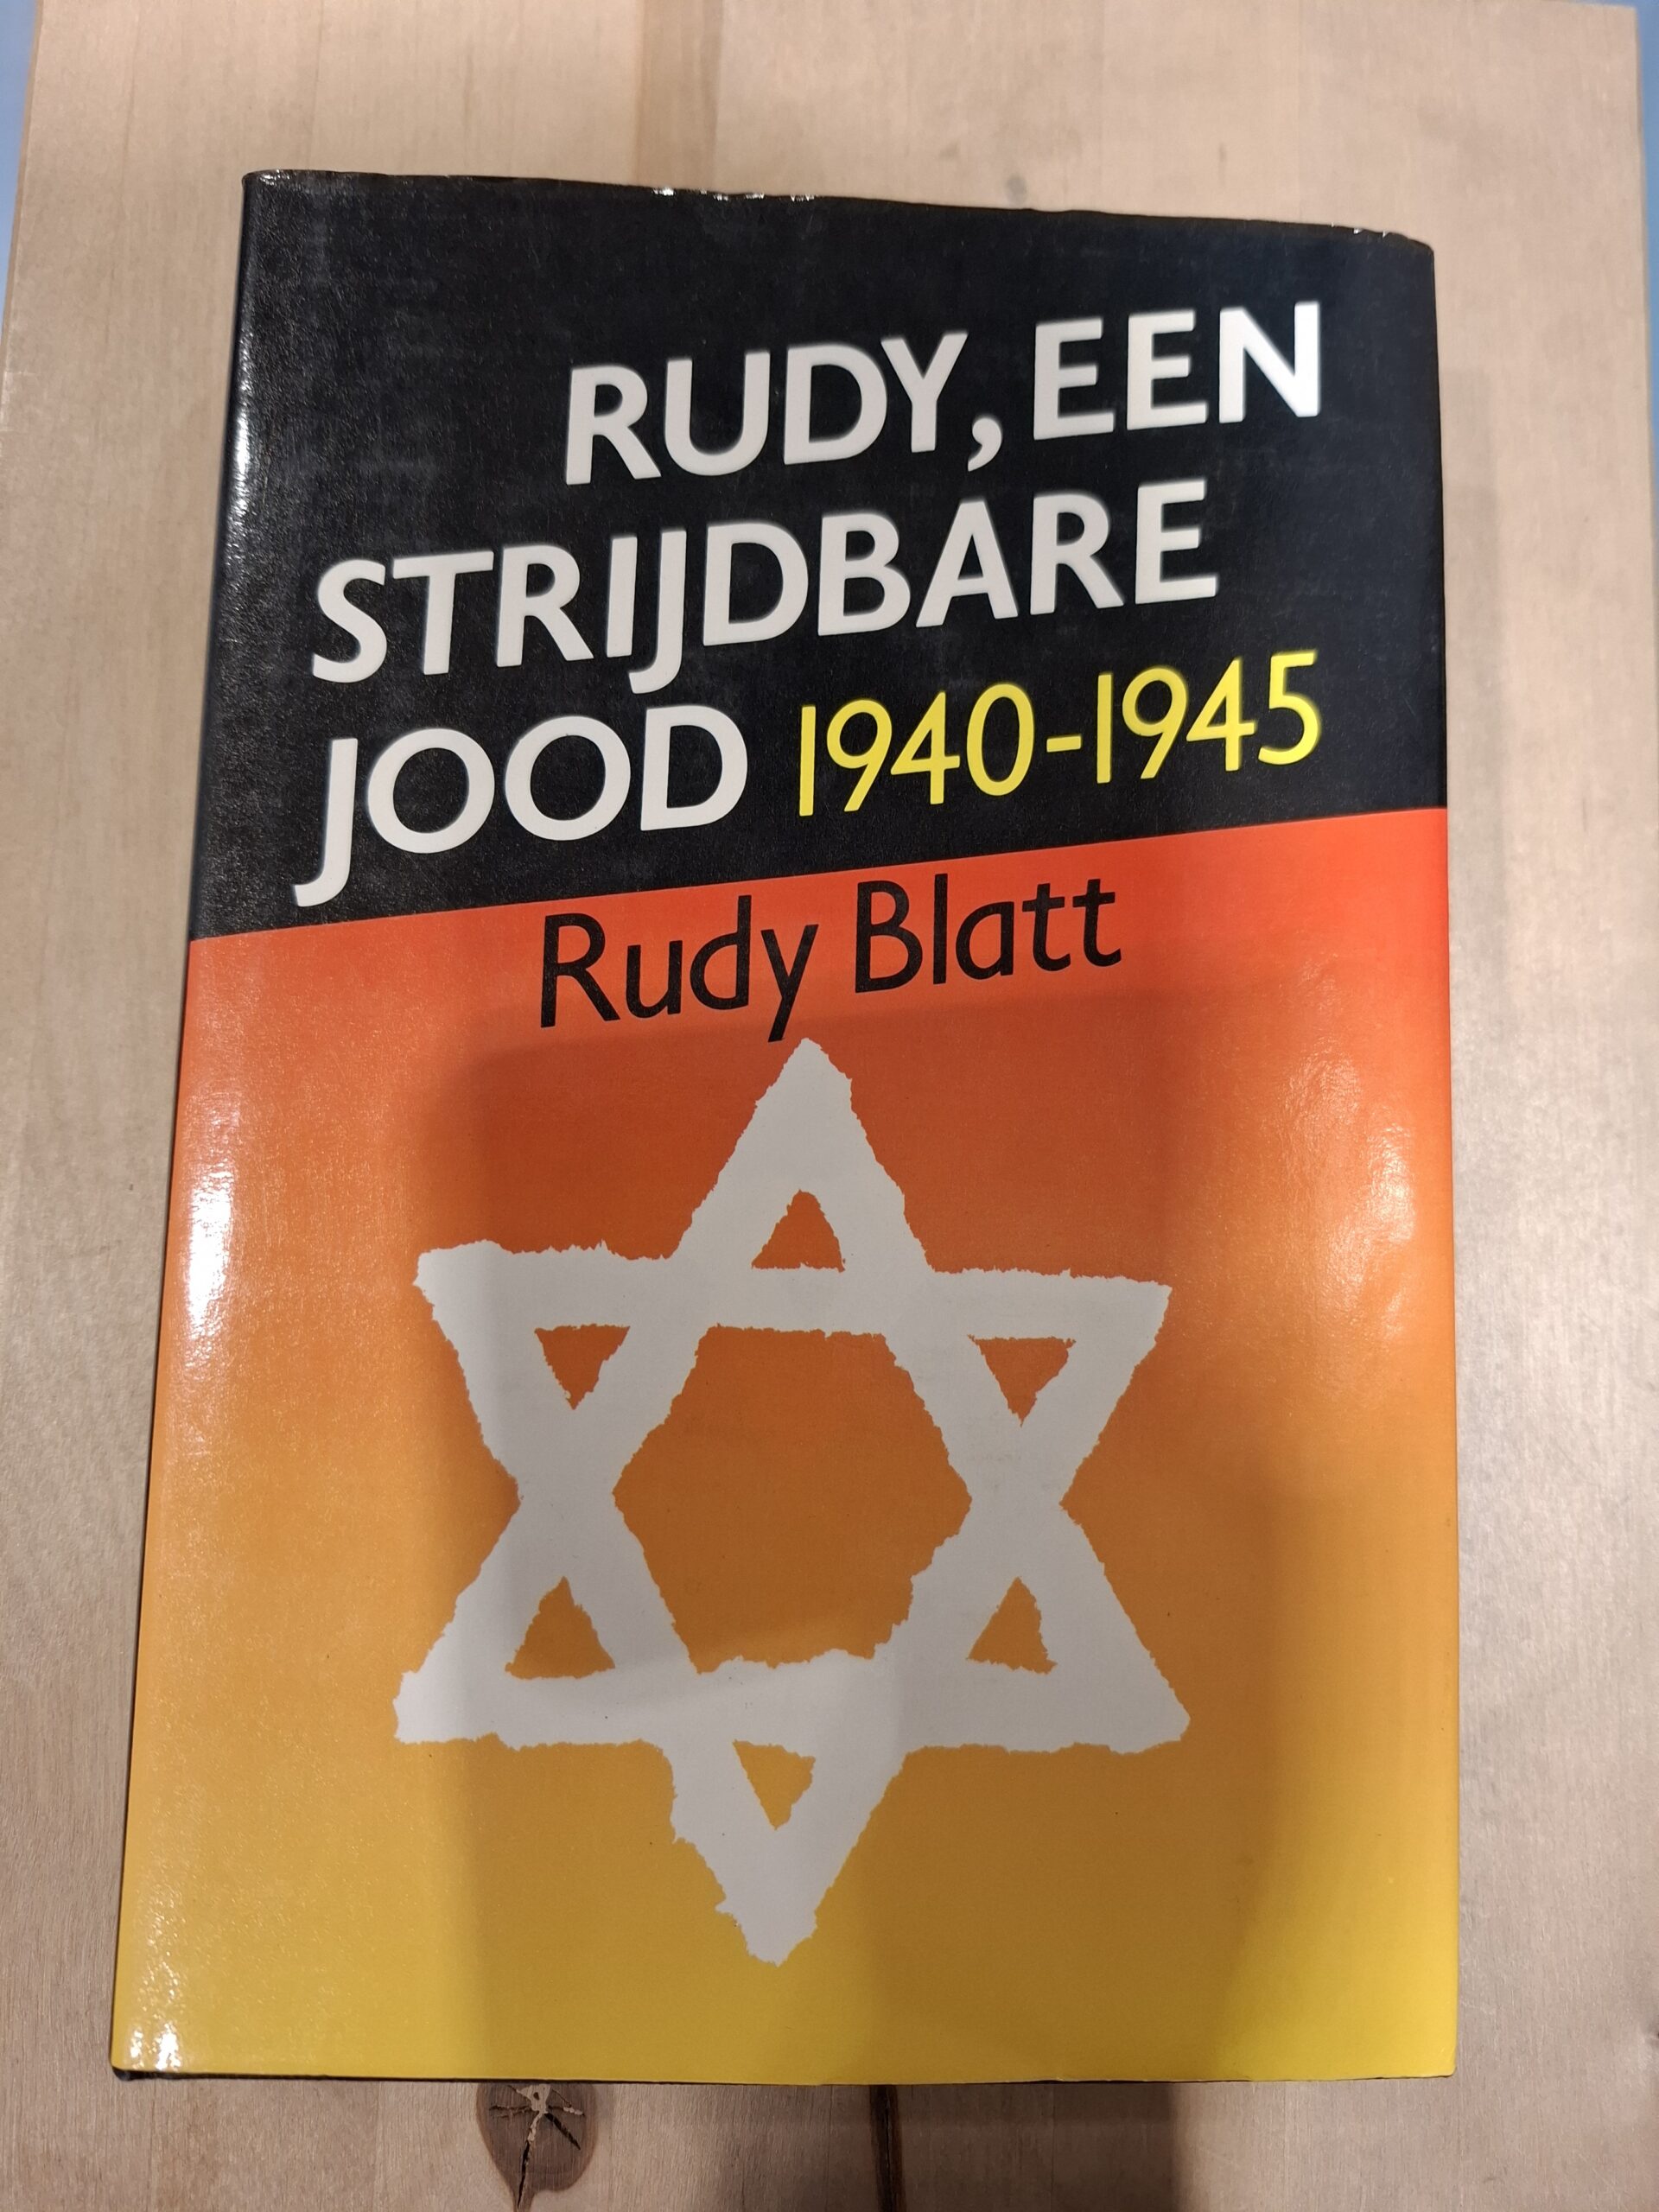 RUDY, EEN
STRIJDBARE
JOOD 1940-1945
Rudy Blatt